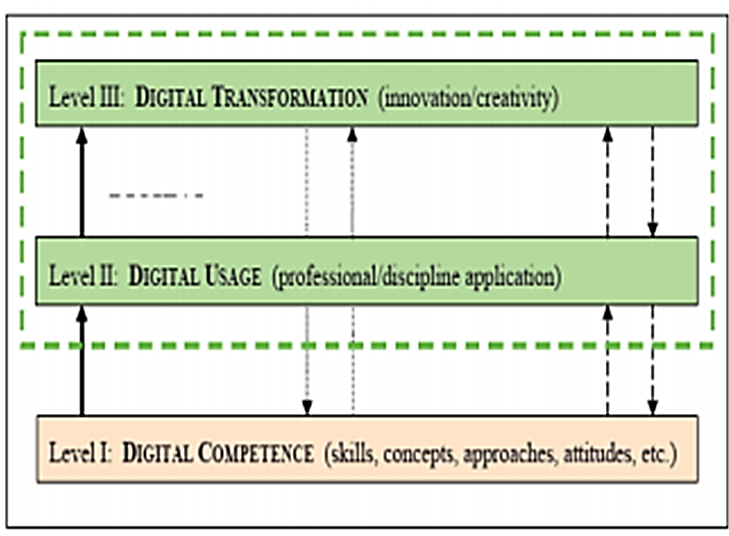 Level III: DIGITAL TRANSFORMATION (innovation/creativity)
Level II: DIGITAL USAGE (professional/discipline application)
Level I: DIGITAL COMPETENCE (skills, concepts, approaches, attitudes, etc.)